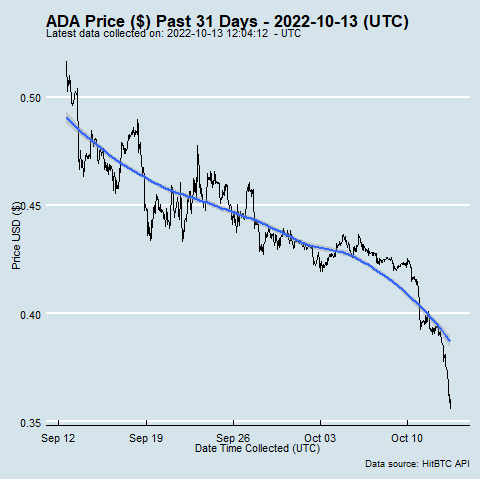 ADA Price ($) Past 31 Days - 2022-10-13 (UTC)
Latest data collected on: 2022-10-13 12:04:12 - UTC
Price USD ($)
0.50
0.45
0.40
0.35
Sep 12 Sep 19 Sep 26 Oct 03 Oct 10
Date Time Collected (UTC)
Data source: HitBTC API